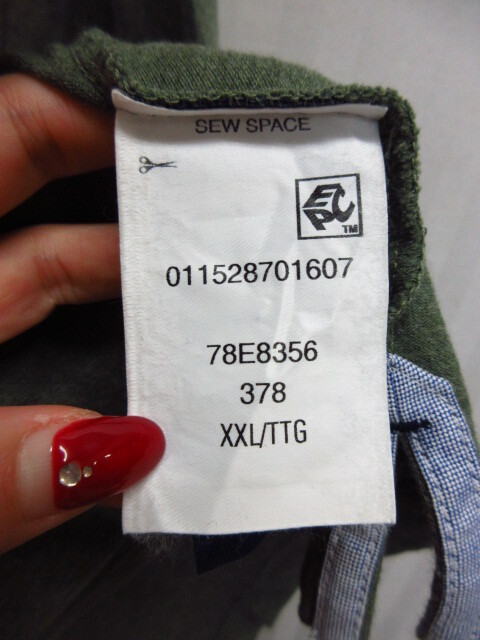 SEW SPACE
EPC
TM
011528701607
78E8356
378
XXL/TTG